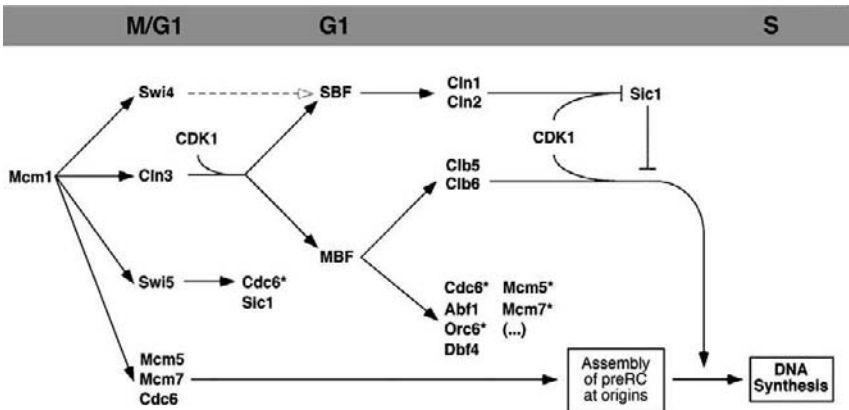 M/G1 G1 S
Swi4 SBF Cln1
Cln2 Sic1
CDK1 CDK1
Mcm1 Cln3 Clb5
Clb6
MBF
Swi5 Cdc6*
Sic1
Cdc6* Mcm5*
Abf1 Mcm7*
Orc6* (...)
Dbf4
Mcm5
Mcm7
Cdc6
Assembly
of preRC
at origins
DNA
Synthesis